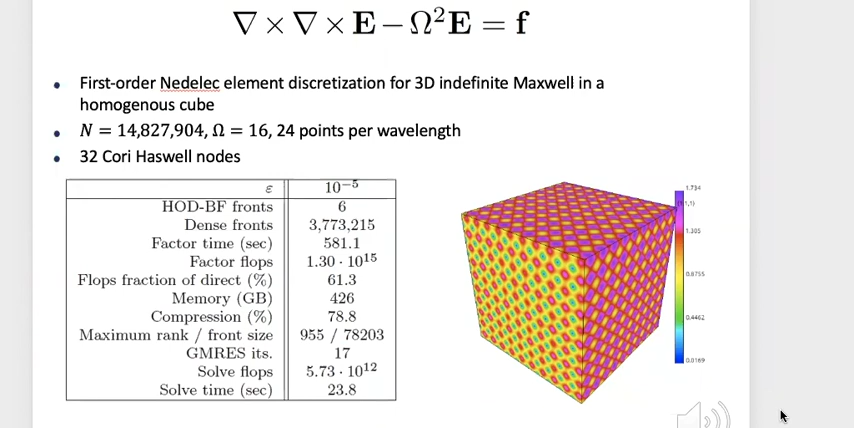 ∇ × ∇ × E − Ω²E = f
• First-order Nedelec element discretization for 3D indefinite Maxwell in a
homogenous cube
• N = 14,827,904, Ω = 16, 24 points per wavelength
• 32 Cori Haswell nodes
ε 10⁻⁵
HOD-BF fronts 6
Dense fronts 3,773,215
Factor time (sec) 581.1
Factor flops 1.30 · 10¹⁵
Flops fraction of direct (%) 61.3
Memory (GB) 426
Compression (%) 78.8
Maximum rank / front size 955 / 78203
GMRES its. 17
Solve flops 5.73 · 10¹²
Solve time (sec) 23.8
1.734
1.305
0.8755
0.4462
0.0169